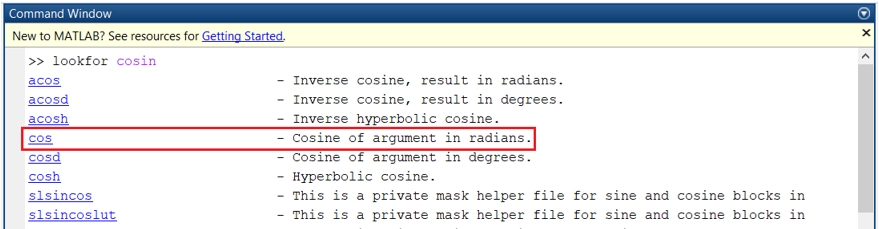 Command Window
New to MATLAB? See resources for Getting Started.
>> lookfor cosin
acos - Inverse cosine, result in radians.
acosd - Inverse cosine, result in degrees.
acosh - Inverse hyperbolic cosine.
cos - Cosine of argument in radians.
cosd - Cosine of argument in degrees.
cosh - Hyperbolic cosine.
slsincos - This is a private mask helper file for sine and cosine blocks in
slsincoslut - This is a private mask helper file for sine and cosine blocks in